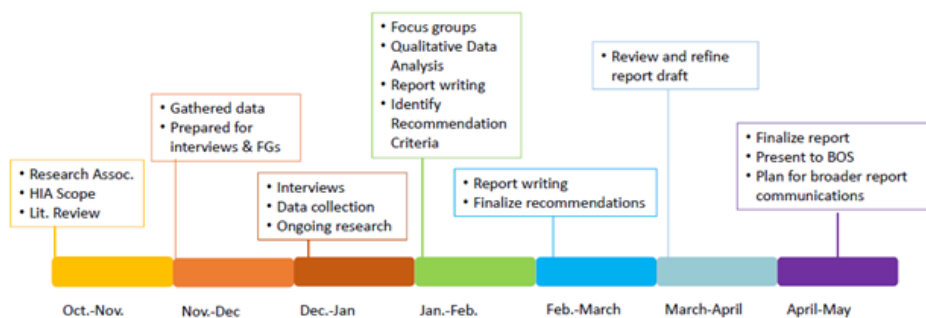 • Research Assoc.
• HIA Scope
• Lit. Review
• Gathered data
• Prepared for
interviews & FGs
• Interviews
• Data collection
• Ongoing research
• Focus groups
• Qualitative Data
Analysis
• Report writing
• Identify
Recommendation
Criteria
• Report writing
• Finalize recommendations
• Review and refine
report draft
• Finalize report
• Present to BOS
• Plan for broader report
communications
Oct.-Nov.
Nov.-Dec
Dec.-Jan
Jan.-Feb.
Feb.-March
March-April
April-May